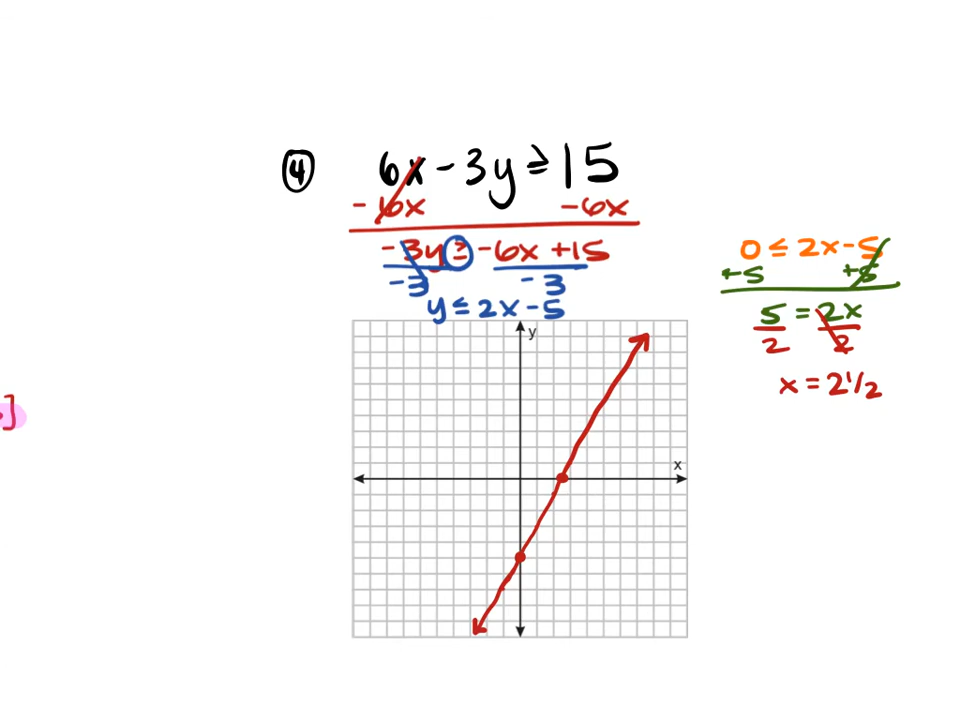 ④ 6x - 3y ≥ 15
- 6x - 6x
- 3y ≥ - 6x + 15
- 3 - 3
y ≤ 2x - 5
0 ≤ 2x - 5
+5 +5
5 = 2x
2 2
x = 2 1/2
y
x
]